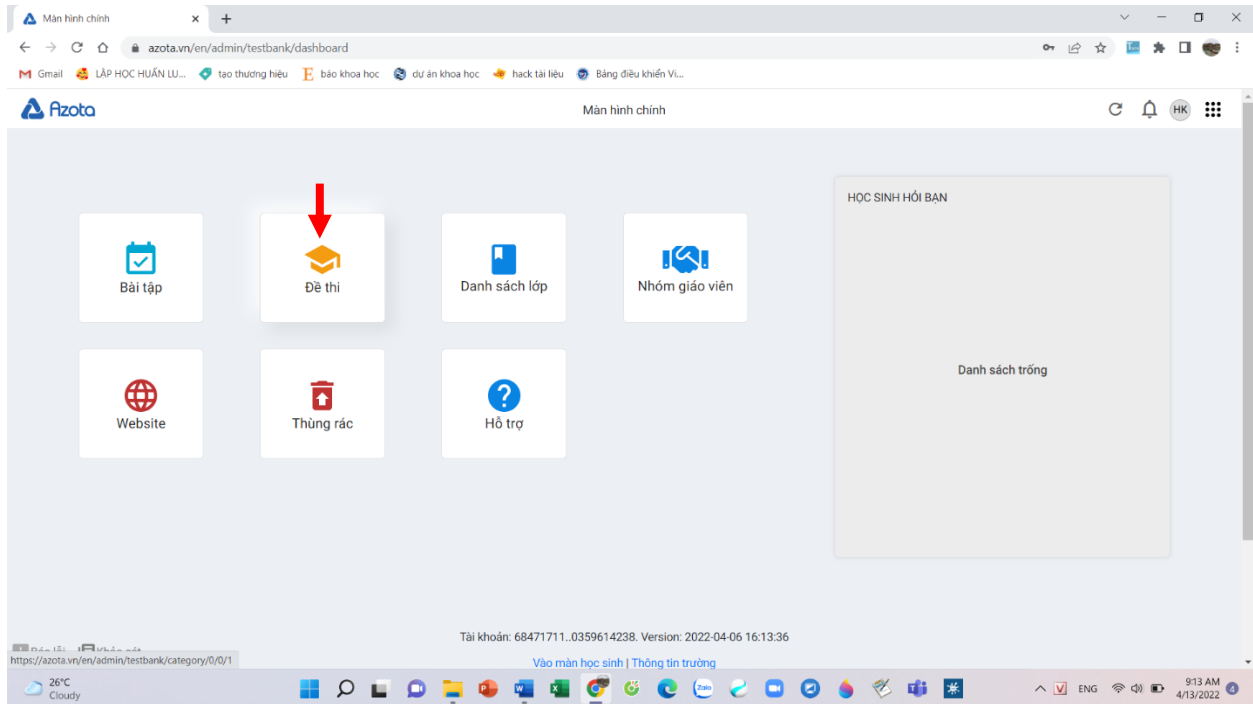 Màn hình chính
azota.vn/en/admin/testbank/dashboard
Gmail LÂP HỌC HUẤN LU... tạo thương hiệu báo khoa học dự án khoa học hack tài liệu Bảng điều khiển Vi...
Azota Màn hình chính HK
HỌC SINH HỎI BẠN
Bài tập Đề thi Danh sách lớp Nhóm giáo viên
Danh sách trống
Website Thùng rác Hỗ trợ
Tài khoản: 68471711..0359614238. Version: 2022-04-06 16:13:36
Vào màn học sinh | Thông tin trường
https://azota.vn/en/admin/testbank/category/0/0/1
26°C
Cloudy
Zalo
V ENG
9:13 AM
4/13/2022
4